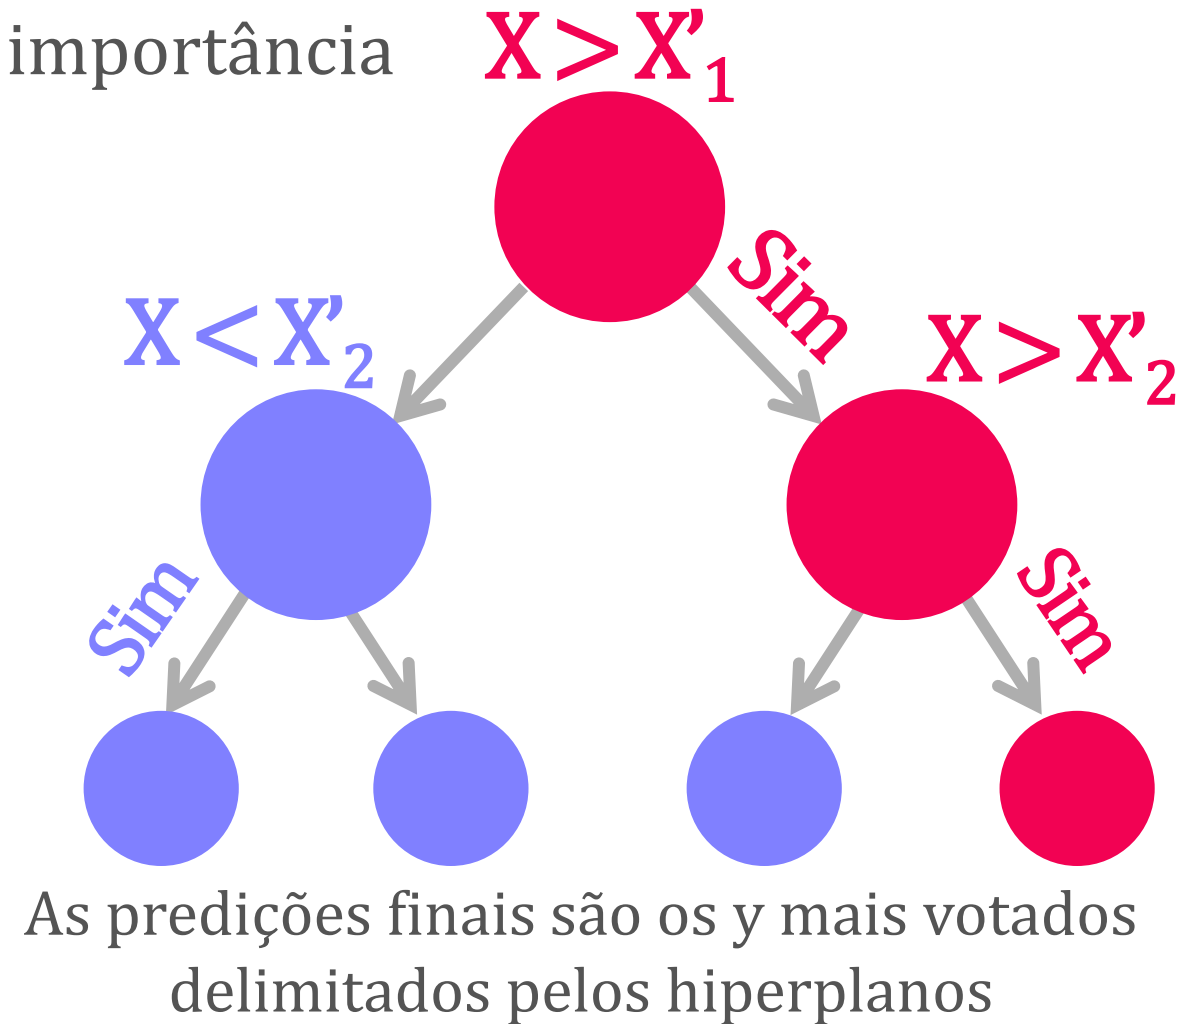 importância
X>X’₁
Sim
X<X’₂
X>X’₂
Sim
Sim
As predições finais são os y mais votados
delimitados pelos hiperplanos